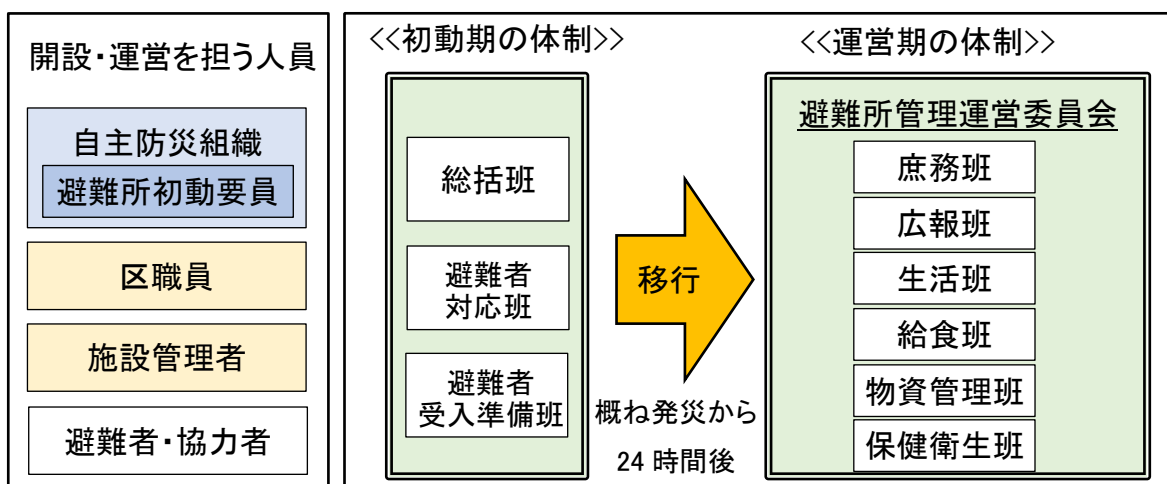 開設・運営を担う人員
自主防災組織
避難所初動要員
区職員
施設管理者
避難者・協力者
<<初動期の体制>>
総括班
避難者
対応班
避難者
受入準備班
移行
概ね発災から
24 時間後
<<運営期の体制>>
避難所管理運営委員会
庶務班
広報班
生活班
給食班
物資管理班
保健衛生班